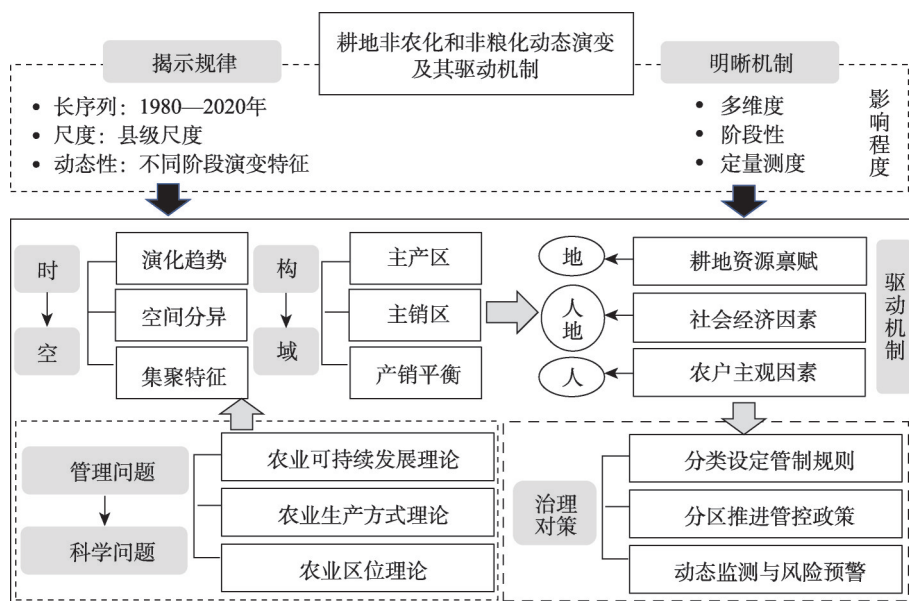 耕地非农化和非粮化动态演变
及其驱动机制
揭示规律
• 长序列：1980—2020年
• 尺度：县级尺度
• 动态性：不同阶段演变特征
明晰机制
• 多维度
• 阶段性
• 定量测度
影响程度
时
空
演化趋势
空间分异
集聚特征
构
域
主产区
主销区
产销平衡
地
人地
人
耕地资源禀赋
社会经济因素
农户主观因素
驱动机制
管理问题
科学问题
农业可持续发展理论
农业生产方式理论
农业区位理论
治理
对策
分类设定管制规则
分区推进管控政策
动态监测与风险预警